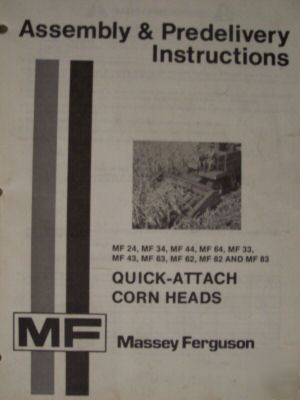 Assembly & Predelivery
Instructions
MF 24, MF 34, MF 44, MF 64, MF 33,
MF 43, MF 63, MF 62, MF 82 AND MF 83
QUICK-ATTACH
CORN HEADS
MF
Massey Ferguson